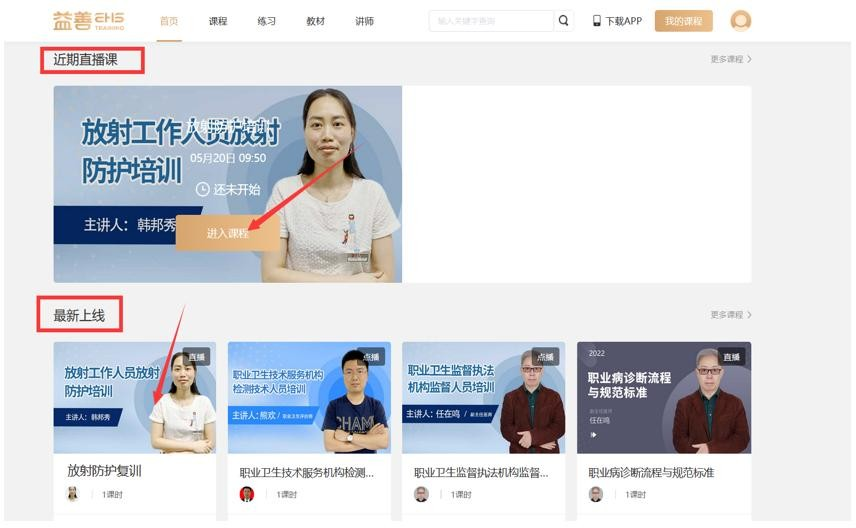 益善 EHS
TRAINING
首页 课程 练习 教材 讲师
输入关键字查询
下载APP
我的课程
近期直播课
更多课程
放射工作人员放射
防护培训
05月20日 09:50
还未开始
主讲人：韩邦秀
进入课程
最新上线
更多课程
直播
放射工作人员放射
防护培训
主讲人：韩邦秀
放射防护复训
1课时
点播
职业卫生技术服务机构
检测技术人员培训
主讲人：熊欢 /
CHAM
职业卫生技术服务机构检测...
1课时
点播
职业卫生监督执法
机构监督人员培训
主讲人：任在鸣 / 副主任医师
职业卫生监督执法机构监督...
1课时
2022
直播
职业病诊断流程
与规范标准
副主任医师
任在鸣
职业病诊断流程与规范标准
1课时